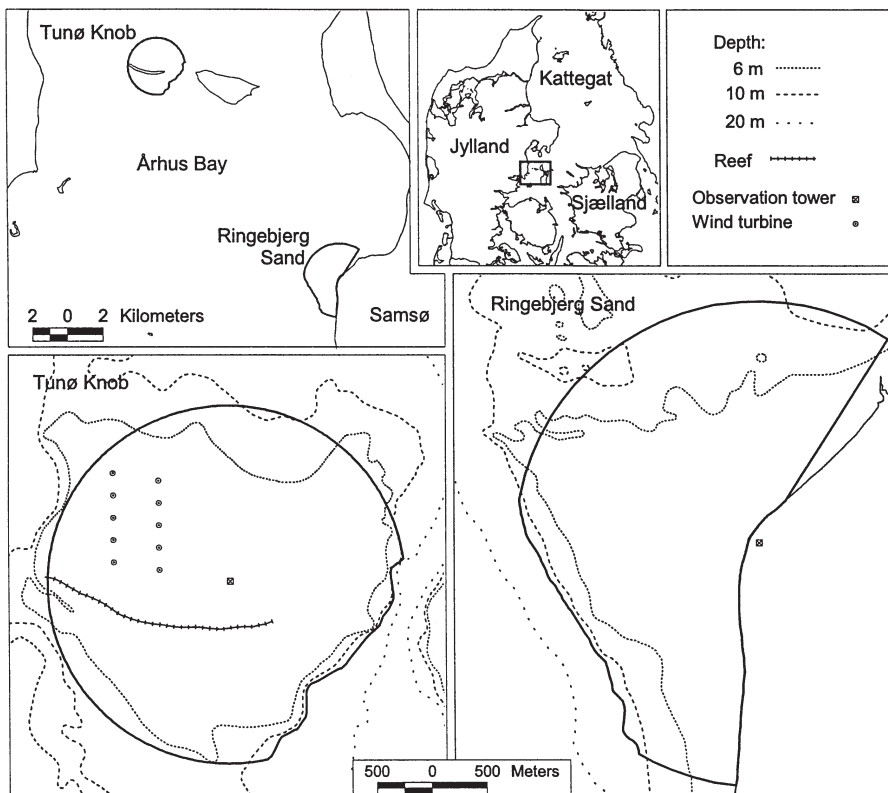 Tunø Knob
Århus Bay
Ringebjerg
Sand
2 0 2 Kilometers
Samsø
Kattegat
Jylland
Sjælland
Depth:
6 m
10 m
20 m
Reef
Observation tower
Wind turbine
Tunø Knob
Ringebjerg Sand
500 0 500 Meters